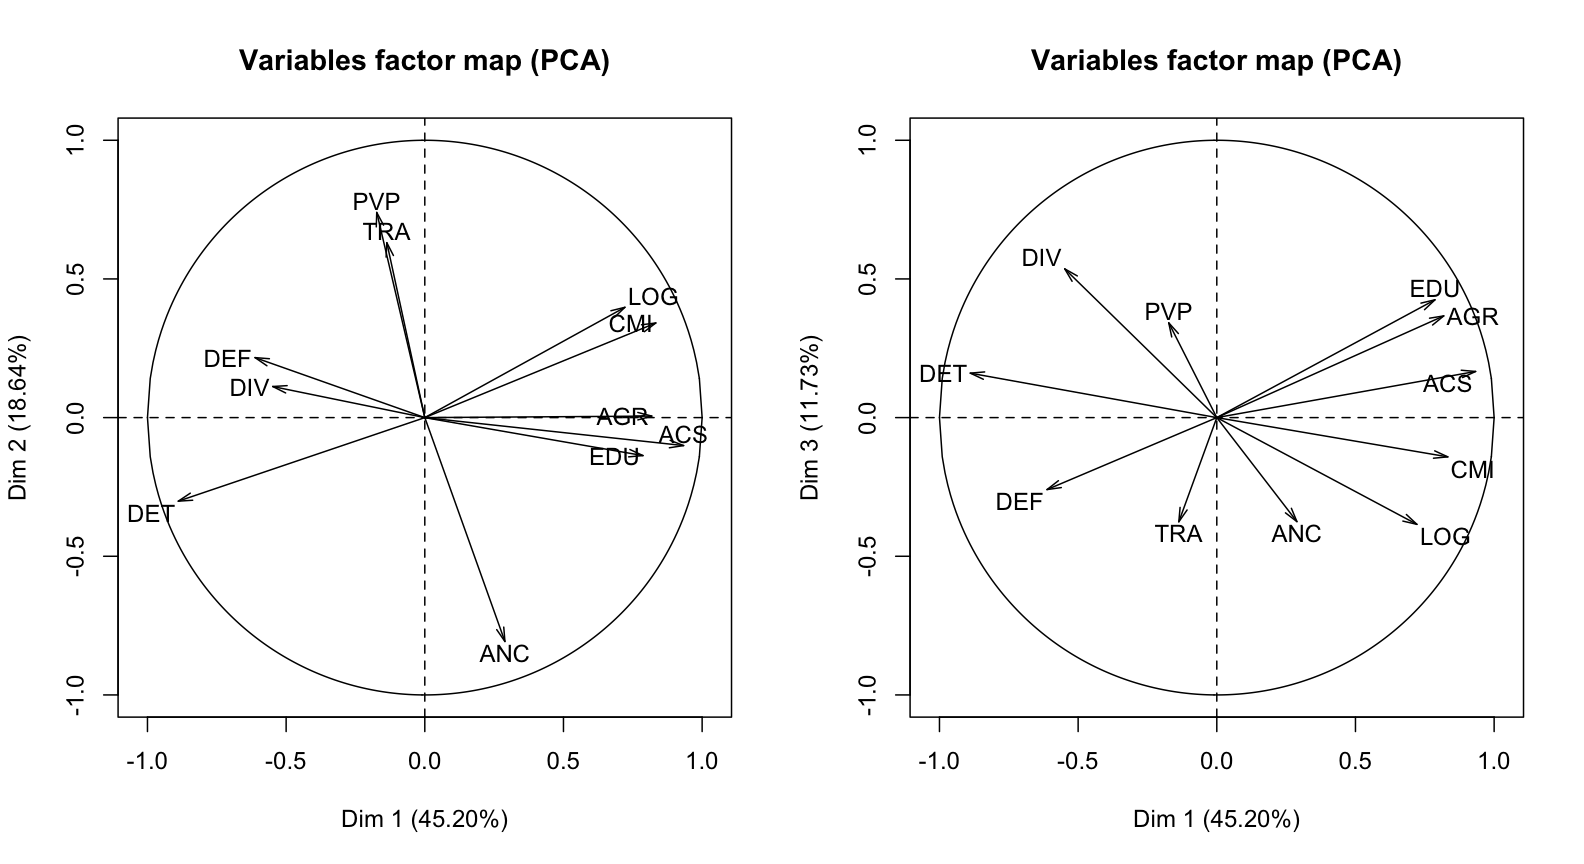 Variables factor map (PCA)
PVP
TRA
LOG
CMI
DEF
DIV
AGR
ACS
EDU
DET
ANC
1.0
0.5
0.0
-0.5
-1.0
Dim 2 (18.64%)
-1.0 -0.5 0.0 0.5 1.0
Dim 1 (45.20%)
Variables factor map (PCA)
DIV
EDU
PVP
AGR
DET
ACS
CMI
DEF
TRA
ANC
LOG
1.0
0.5
0.0
-0.5
-1.0
Dim 3 (11.73%)
-1.0 -0.5 0.0 0.5 1.0
Dim 1 (45.20%)